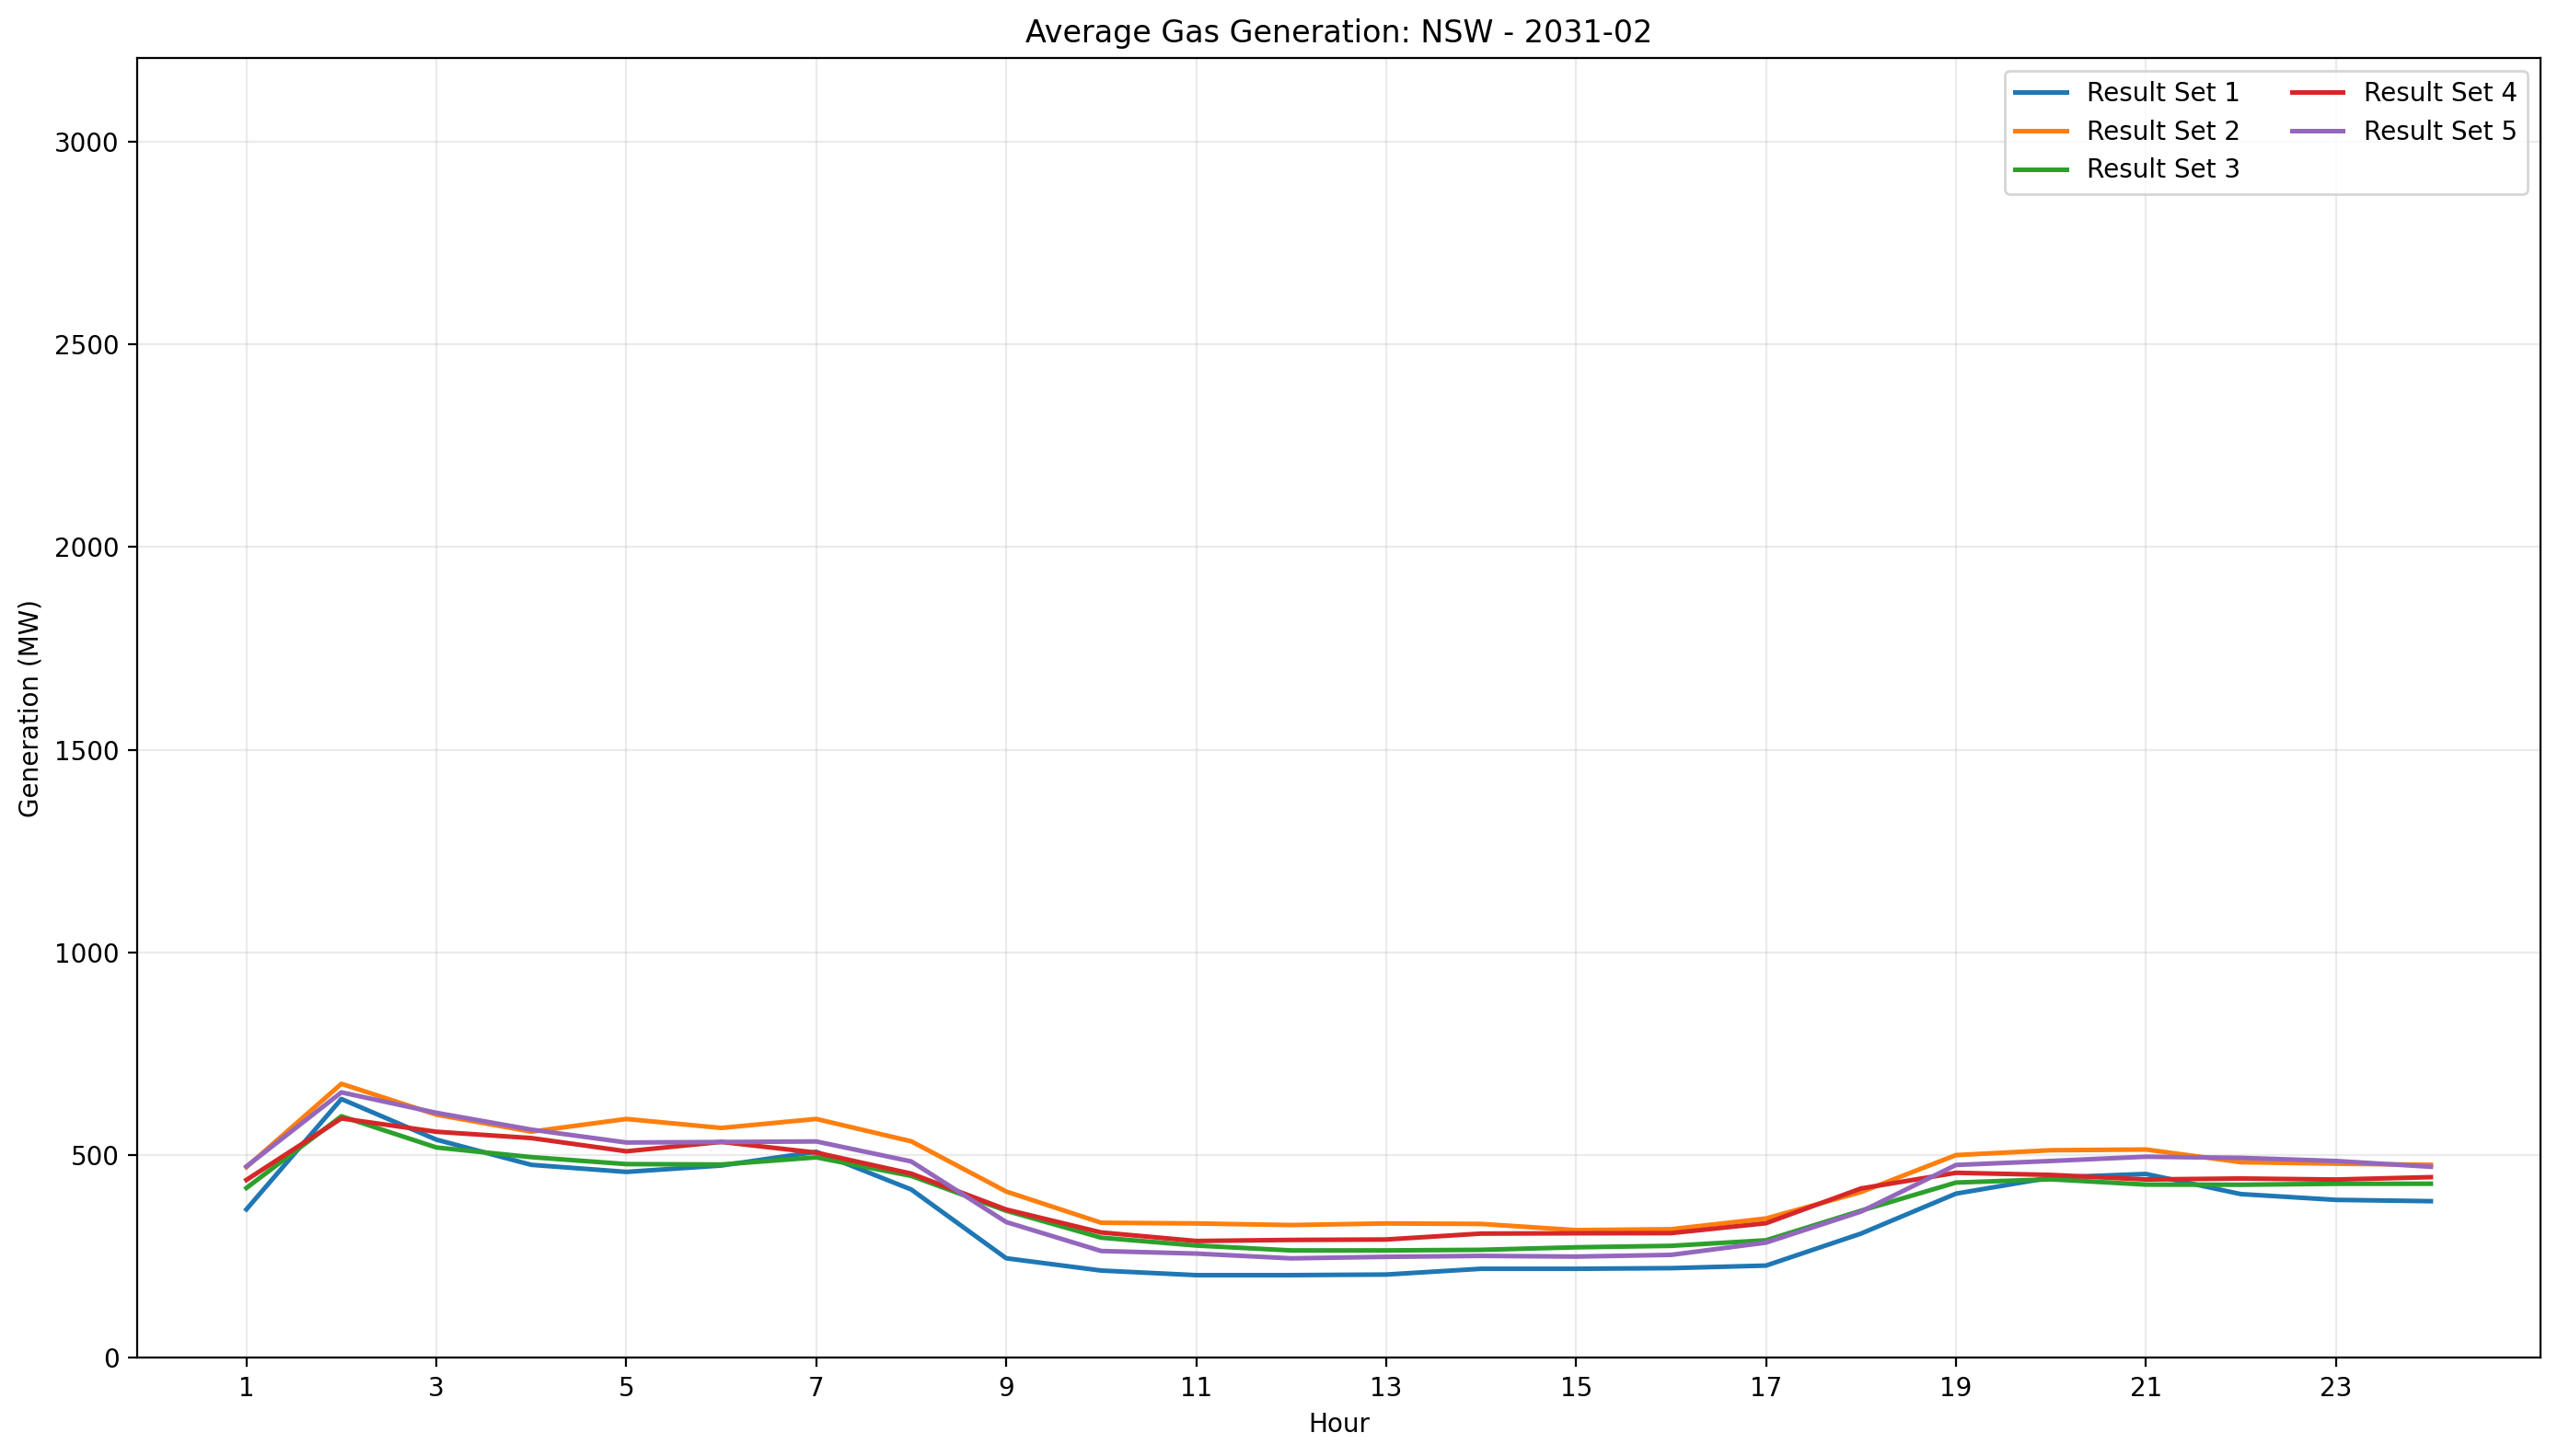 Average Gas Generation: NSW - 2031-02
Result Set 1
Result Set 2
Result Set 3
Result Set 4
Result Set 5
Generation (MW)
3000
2500
2000
1500
1000
500
0
1 3 5 7 9 11 13 15 17 19 21 23
Hour